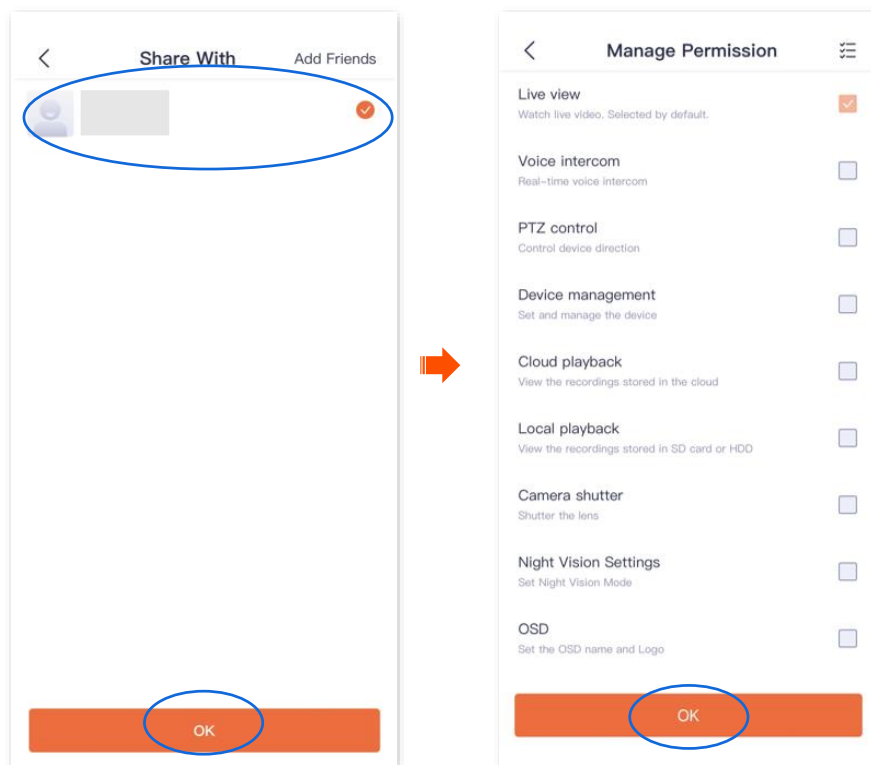 Share With
Add Friends
OK
Manage Permission
Live view
Watch live video. Selected by default.
Voice intercom
Real-time voice intercom
PTZ control
Control device direction
Device management
Set and manage the device
Cloud playback
View the recordings stored in the cloud
Local playback
View the recordings stored in SD card or HDD
Camera shutter
Shutter the lens
Night Vision Settings
Set Night Vision Mode
OSD
Set the OSD name and Logo
OK